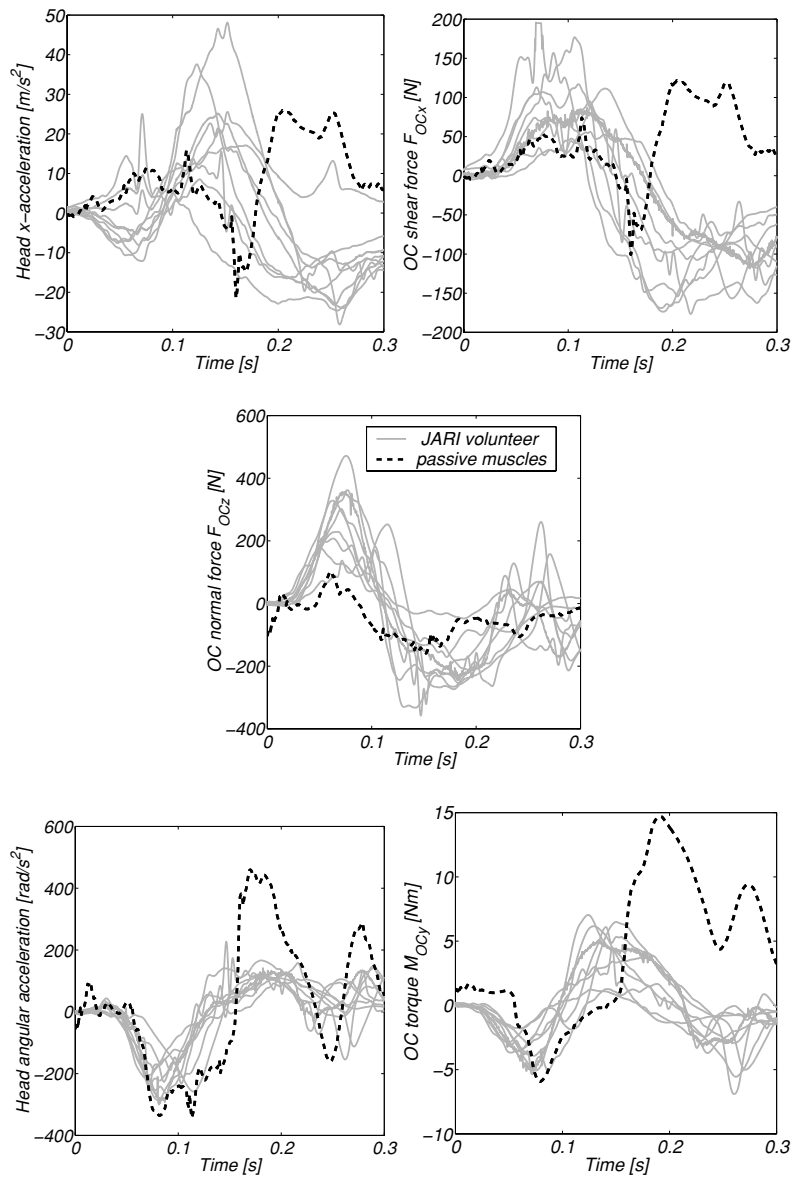 50
40
30
20
10
0
−10
−20
−30
Head x−acceleration [m/s2]
0 0.1 0.2 0.3
Time [s]
200
150
100
50
0
−50
−100
−150
−200
OC shear force FOCx [N]
0 0.1 0.2 0.3
Time [s]
600
400
200
0
−200
−400
OC normal force FOCz [N]
JARI volunteer
passive muscles
0 0.1 0.2 0.3
Time [s]
600
400
200
0
−200
−400
Head angular acceleration [rad/s2]
0 0.1 0.2 0.3
Time [s]
15
10
5
0
−5
−10
OC torque MOCy [Nm]
0 0.1 0.2 0.3
Time [s]